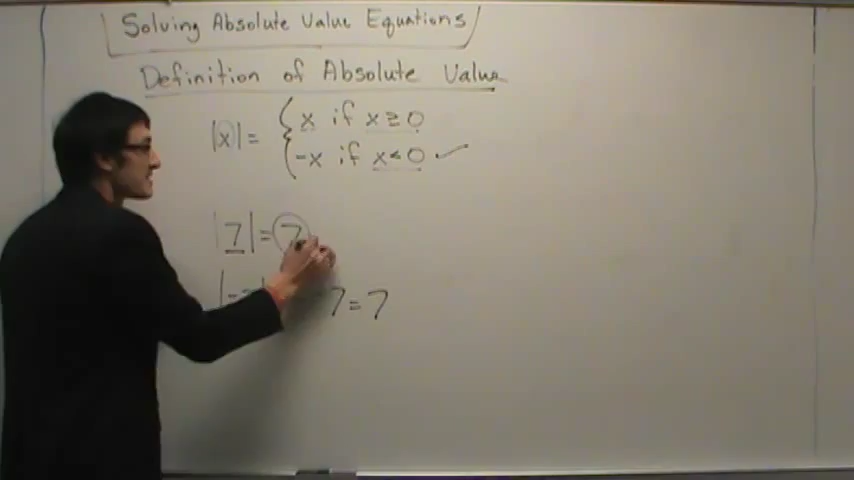 Solving Absolute Value Equations
Definition of Absolute Value
|x| = { x if x ≥ 0
-x if x < 0 ✓
|7| = 7
7 = 7